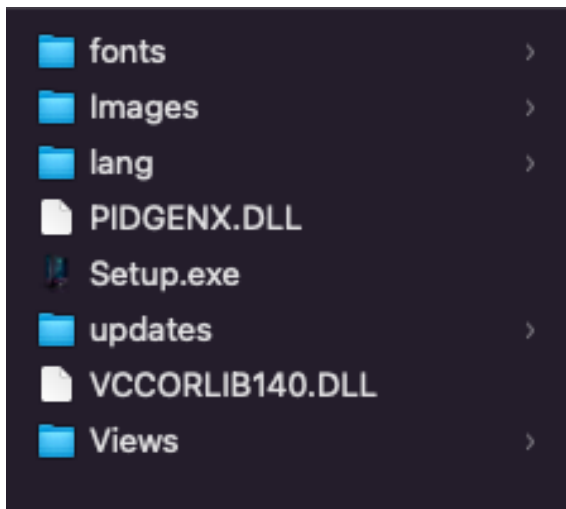 fonts
Images
lang
PIDGENX.DLL
Setup.exe
updates
VCCORLIB140.DLL
Views